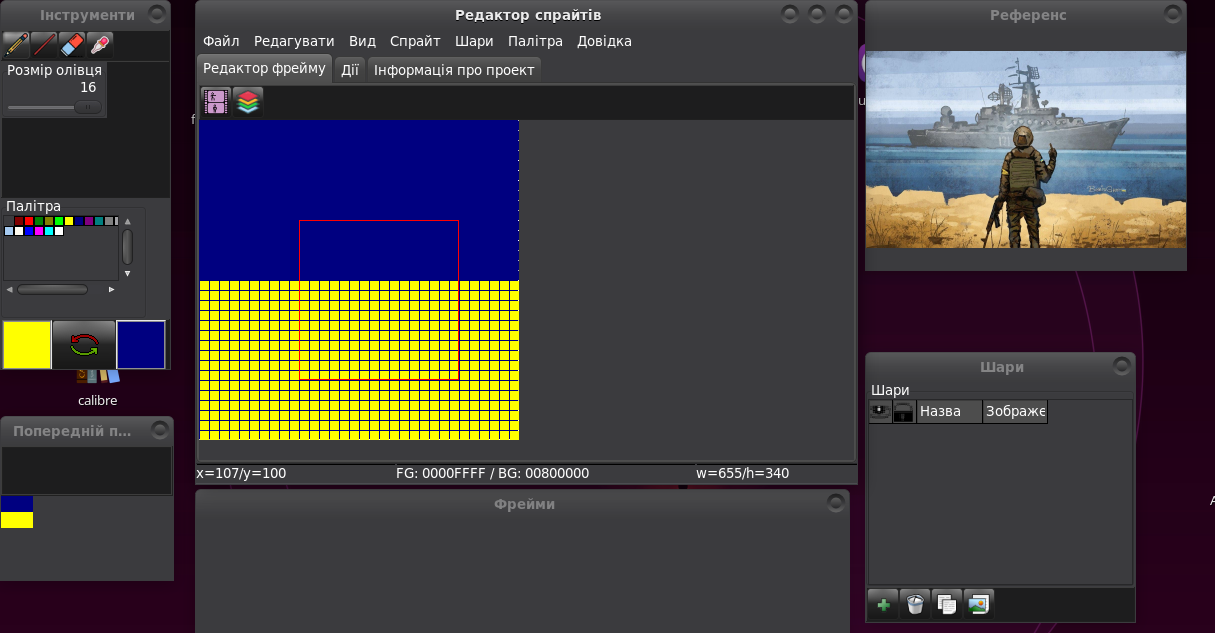 Інструменти
Розмір олівця
16
Палітра
calibre
Попередній п...
Редактор спрайтів
Файл Редагувати Вид Спрайт Шари Палітра Довідка
Редактор фрейму Дії Інформація про проект
x=107/y=100 FG: 0000FFFF / BG: 00800000 w=655/h=340
Фрейми
Референс
Шари
Шари
Назва Зображе